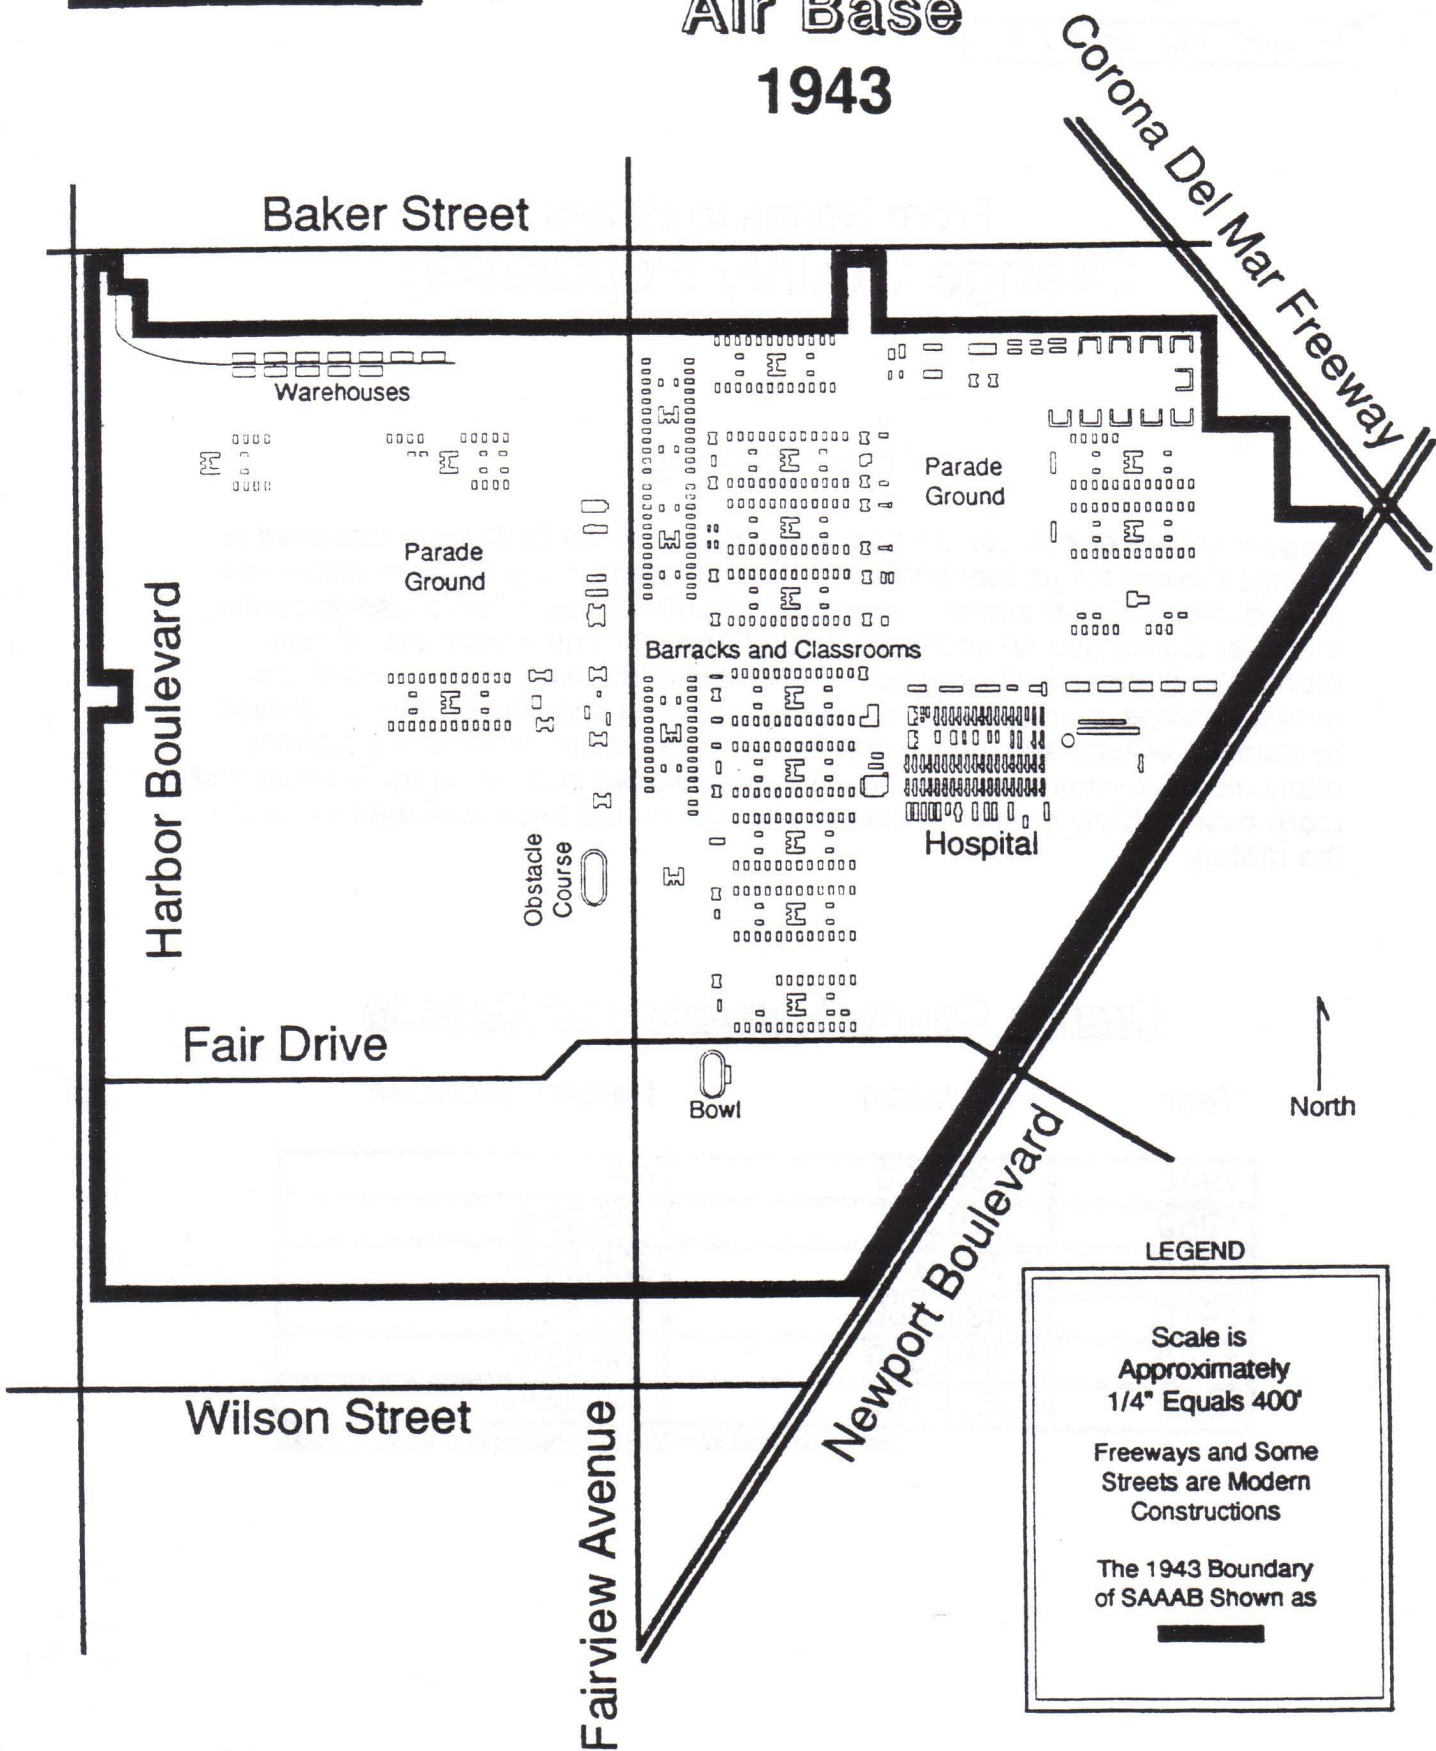 Air Base
1943
Corona Del Mar Freeway
Baker Street
Warehouses
Parade
Ground
Parade
Ground
Harbor Boulevard
Barracks and Classrooms
Obstacle
Course
Hospital
Fair Drive
Bowl
North
Newport Boulevard
Wilson Street
Fairview Avenue
LEGEND
Scale is
Approximately
1/4" Equals 400'
Freeways and Some
Streets are Modern
Constructions
The 1943 Boundary
of SAAAB Shown as